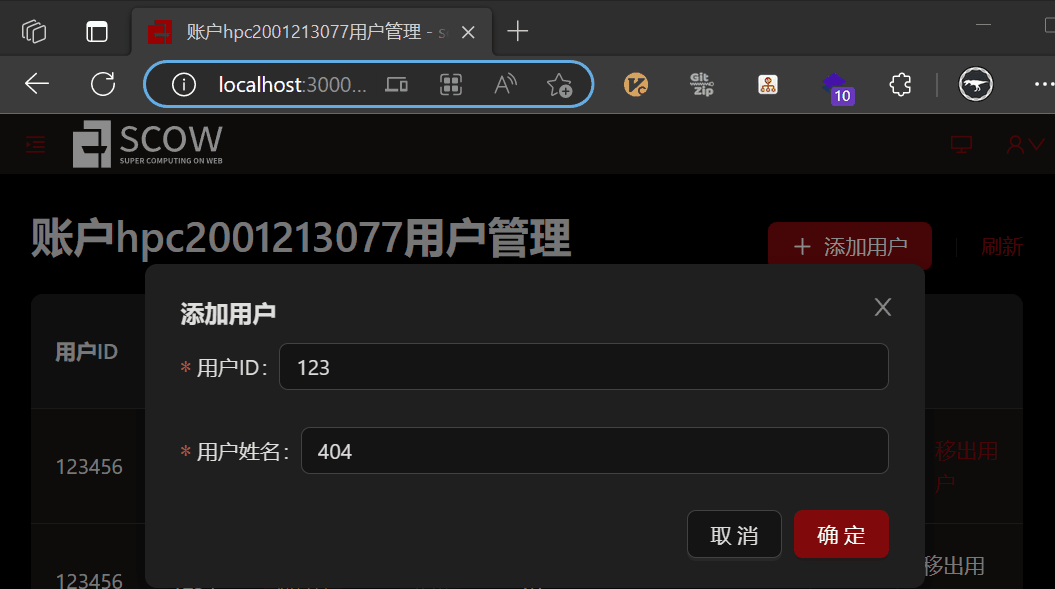 账户hpc2001213077用户管理 - s
localhost:3000...
Git
Zip
10
SCOW
SUPER COMPUTING ON WEB
账户hpc2001213077用户管理
添加用户
刷新
添加用户
用户ID
* 用户ID： 123
* 用户姓名： 404
123456
移出用
户
取 消
确 定
移出用
123456